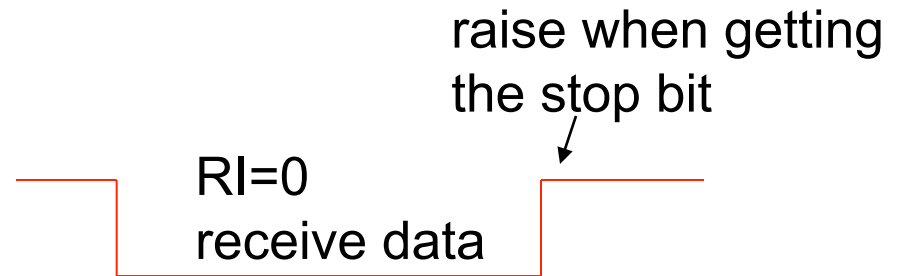 raise when getting
the stop bit
RI=0
receive data